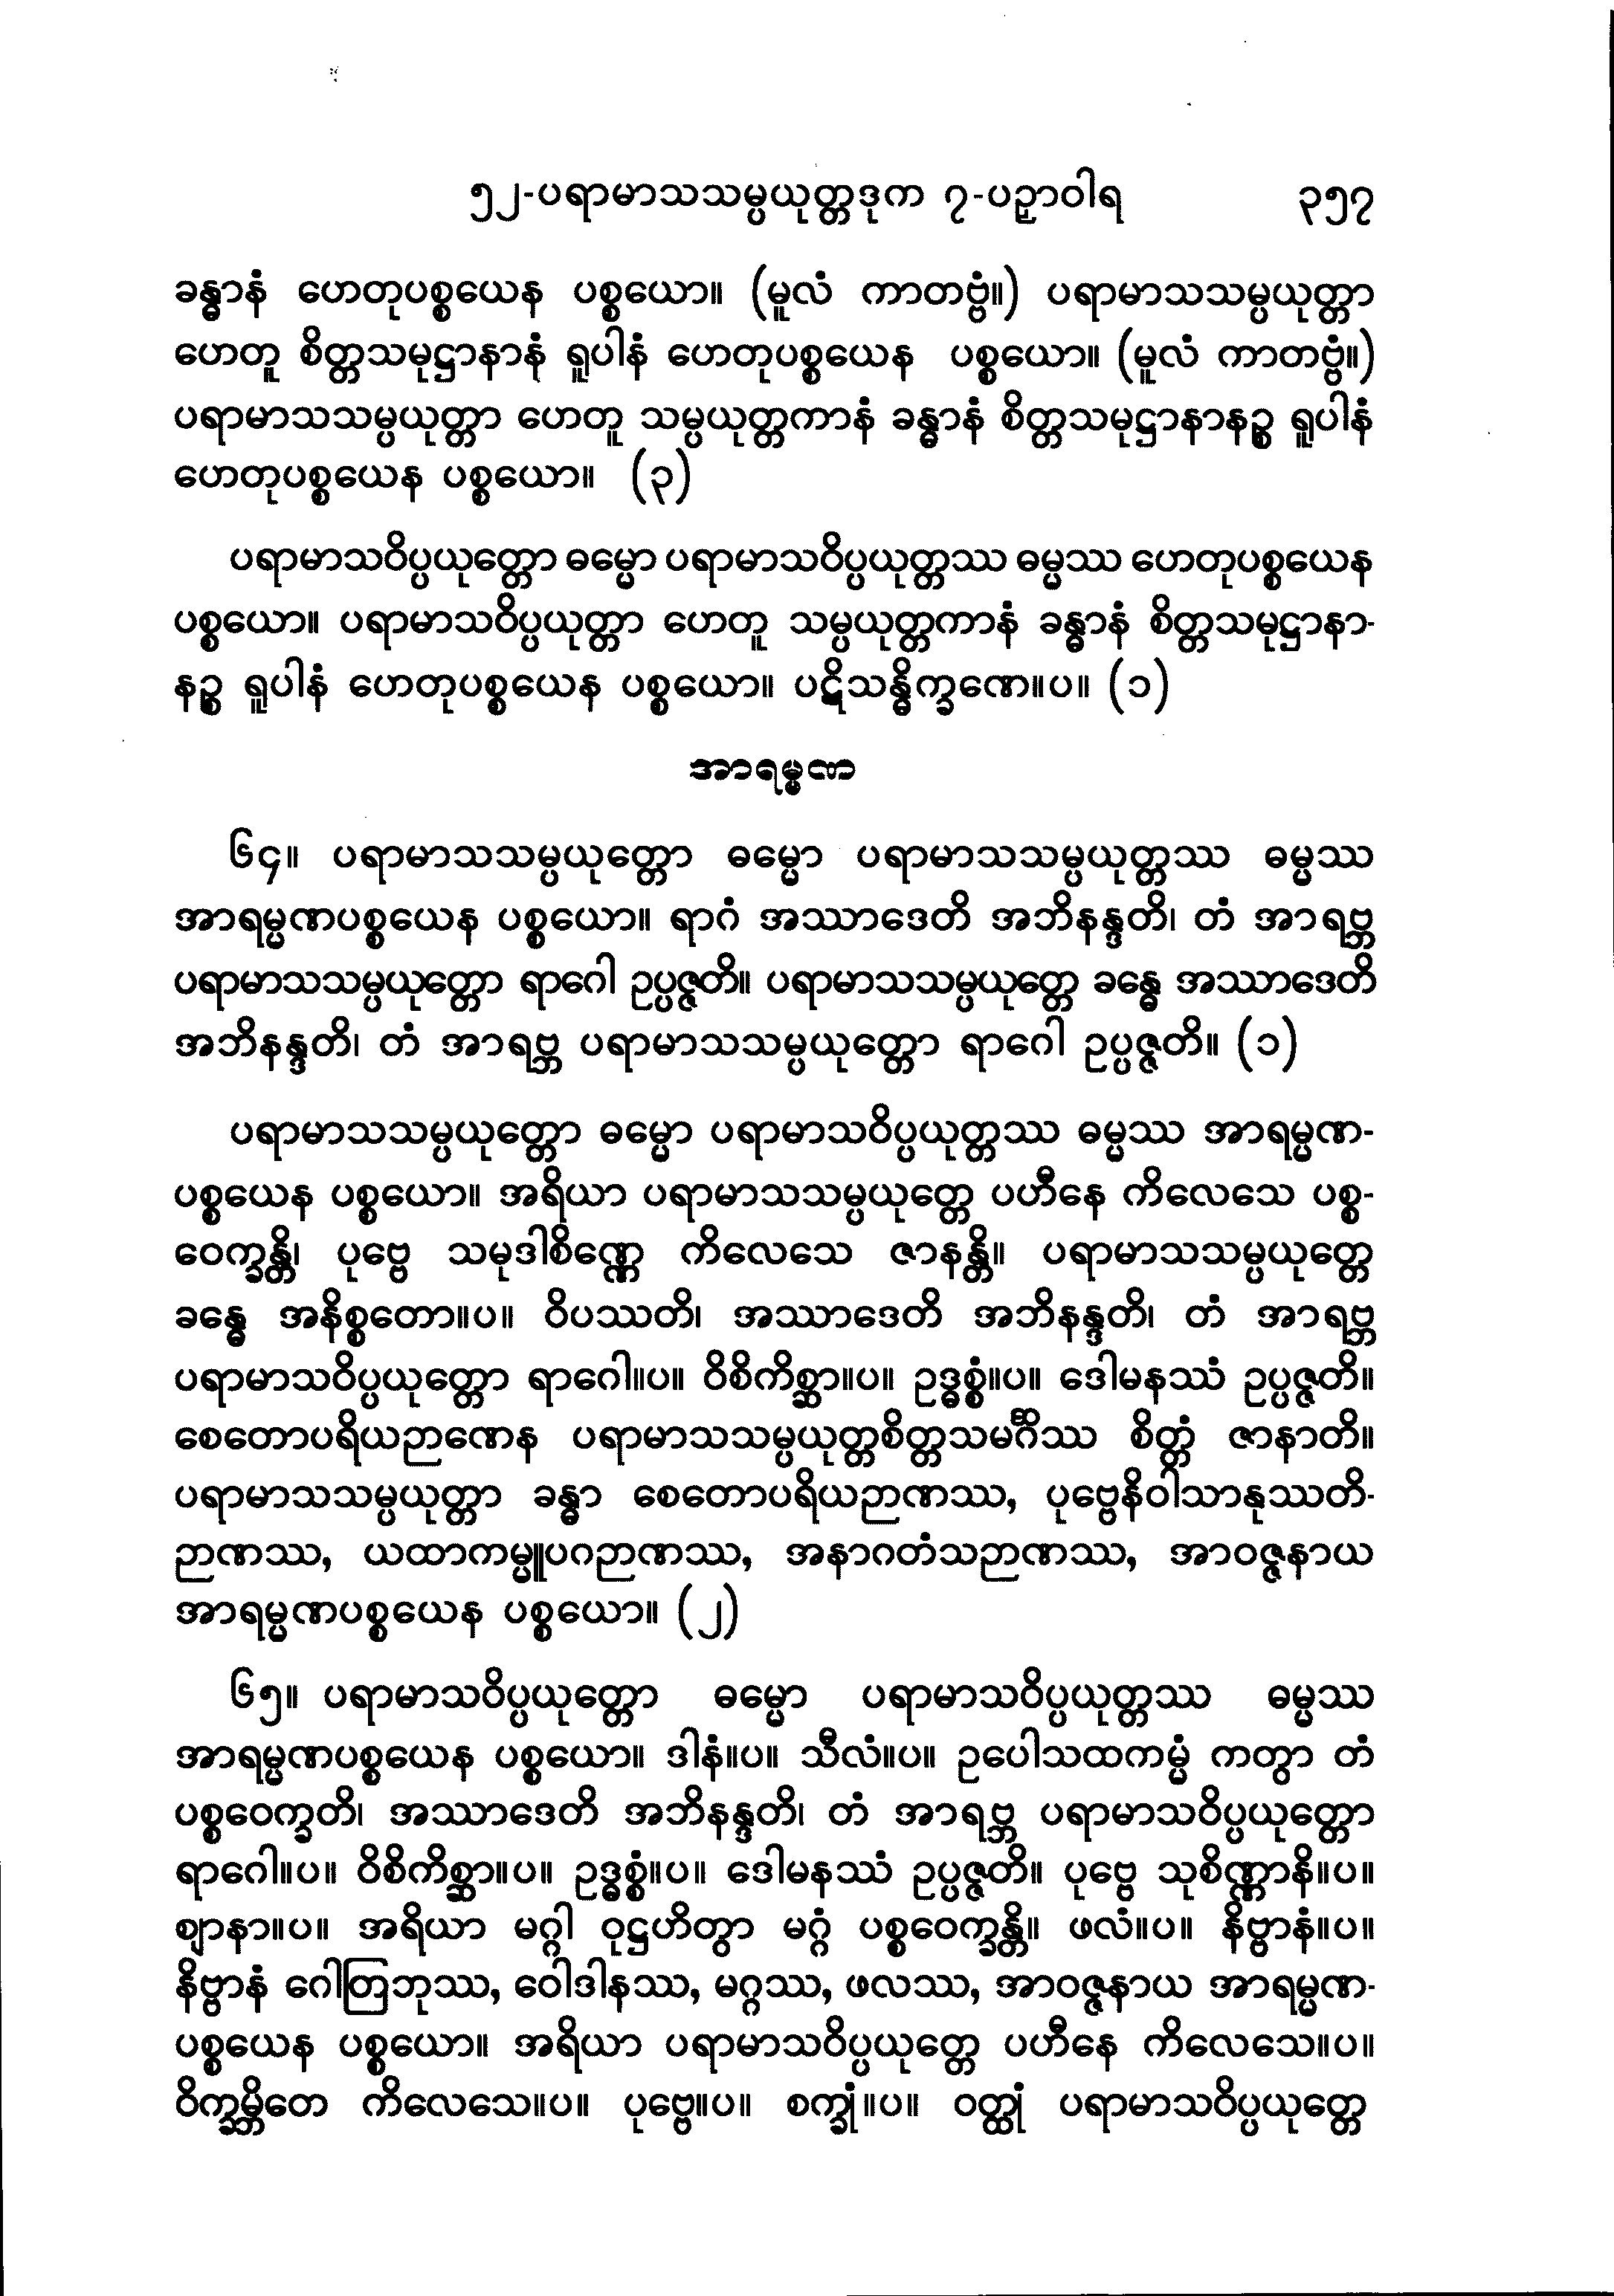 ၅၂-ပရာမာသသမ္ပယုတ္တဒုက ၇-ပဉှာဝါရ ၃၅၇
ခန္ဓာနံ ဟေတုပစ္စယေန ပစ္စယော။ (မူလံ ကာတဗ္ဗံ။) ပရာမာသသမ္ပယုတ္တာ
ဟေတူ စိတ္တသမုဋ္ဌာနာနံ ရူပါနံ ဟေတုပစ္စယေန ပစ္စယော။ (မူလံ ကာတဗ္ဗံ။)
ပရာမာသသမ္ပယုတ္တာ ဟေတူ သမ္ပယုတ္တကာနံ ခန္ဓာနံ စိတ္တသမုဋ္ဌာနာနဉ္စ ရူပါနံ
ဟေတုပစ္စယေန ပစ္စယော။ (၃)
ပရာမာသဝိပ္ပယုတ္တော ဓမ္မော ပရာမာသဝိပ္ပယုတ္တဿ ဓမ္မဿ ဟေတုပစ္စယေန
ပစ္စယော။ ပရာမာသဝိပ္ပယုတ္တာ ဟေတူ သမ္ပယုတ္တကာနံ ခန္ဓာနံ စိတ္တသမုဋ္ဌာနာ-
နဉ္စ ရူပါနံ ဟေတုပစ္စယေန ပစ္စယော။ ပဋိသန္ဓိက္ခဏေ။ပ။ (၁)
အာရမ္မဏ
၆၄။ ပရာမာသသမ္ပယုတ္တော ဓမ္မော ပရာမာသသမ္ပယုတ္တဿ ဓမ္မဿ
အာရမ္မဏပစ္စယေန ပစ္စယော။ ရာဂံ အဿာဒေတိ အဘိနန္ဒတိ၊ တံ အာရဗ္ဘ
ပရာမာသသမ္ပယုတ္တော ရာဂေါ ဥပ္ပဇ္ဇတိ။ ပရာမာသသမ္ပယုတ္တေ ခန္ဓေ အဿာဒေတိ
အဘိနန္ဒတိ၊ တံ အာရဗ္ဘ ပရာမာသသမ္ပယုတ္တော ရာဂေါ ဥပ္ပဇ္ဇတိ။ (၁)
ပရာမာသသမ္ပယုတ္တော ဓမ္မော ပရာမာသဝိပ္ပယုတ္တဿ ဓမ္မဿ အာရမ္မဏ-
ပစ္စယေန ပစ္စယော။ အရိယာ ပရာမာသသမ္ပယုတ္တေ ပဟီနေ ကိလေသေ ပစ္စ-
ဝေက္ခန္တိ၊ ပုဗ္ဗေ သမုဒါစိဏ္ဏေ ကိလေသေ ဇာနန္တိ။ ပရာမာသသမ္ပယုတ္တေ
ခန္ဓေ အနိစ္စတော။ပ။ ဝိပဿတိ၊ အဿာဒေတိ အဘိနန္ဒတိ၊ တံ အာရဗ္ဘ
ပရာမာသဝိပ္ပယုတ္တော ရာဂေါ။ပ။ ဝိစိကိစ္ဆာ။ပ။ ဥဒ္ဓစ္စံ။ပ။ ဒေါမနဿံ ဥပ္ပဇ္ဇတိ။
စေတောပရိယဉာဏေန ပရာမာသသမ္ပယုတ္တစိတ္တသမင်္ဂိဿ စိတ္တံ ဇာနာတိ။
ပရာမာသသမ္ပယုတ္တာ ခန္ဓာ စေတောပရိယဉာဏဿ, ပုဗ္ဗေနိဝါသာနုဿတိ-
ဉာဏဿ, ယထာကမ္မူပဂဉာဏဿ, အနာဂတံသဉာဏဿ, အာဝဇ္ဇနာယ
အာရမ္မဏပစ္စယေန ပစ္စယော။ (၂)
၆၅။ ပရာမာသဝိပ္ပယုတ္တော ဓမ္မော ပရာမာသဝိပ္ပယုတ္တဿ ဓမ္မဿ
အာရမ္မဏပစ္စယေန ပစ္စယော။ ဒါနံ။ပ။ သီလံ။ပ။ ဥပေါသထကမ္မံ ကတွာ တံ
ပစ္စဝေက္ခတိ၊ အဿာဒေတိ အဘိနန္ဒတိ၊ တံ အာရဗ္ဘ ပရာမာသဝိပ္ပယုတ္တော
ရာဂေါ။ပ။ ဝိစိကိစ္ဆာ။ပ။ ဥဒ္ဓစ္စံ။ပ။ ဒေါမနဿံ ဥပ္ပဇ္ဇတိ။ ပုဗ္ဗေ သုစိဏ္ဏာနိ။ပ။
ဈာနာ။ပ။ အရိယာ မဂ္ဂါ ဝုဋ္ဌဟိတွာ မဂ္ဂံ ပစ္စဝေက္ခန္တိ။ ဖလံ။ပ။ နိဗ္ဗာနံ။ပ။
နိဗ္ဗာနံ ဂေါတြဘုဿ, ဝေါဒါနဿ, မဂ္ဂဿ, ဖလဿ, အာဝဇ္ဇနာယ အာရမ္မဏ-
ပစ္စယေန ပစ္စယော။ အရိယာ ပရာမာသဝိပ္ပယုတ္တေ ပဟီနေ ကိလေသေ။ပ။
ဝိက္ခမ္ဘိတေ ကိလေသေ။ပ။ ပုဗ္ဗေ။ပ။ စက္ခုံ။ပ။ ဝတ္ထုံ ပရာမာသဝိပ္ပယုတ္တေ